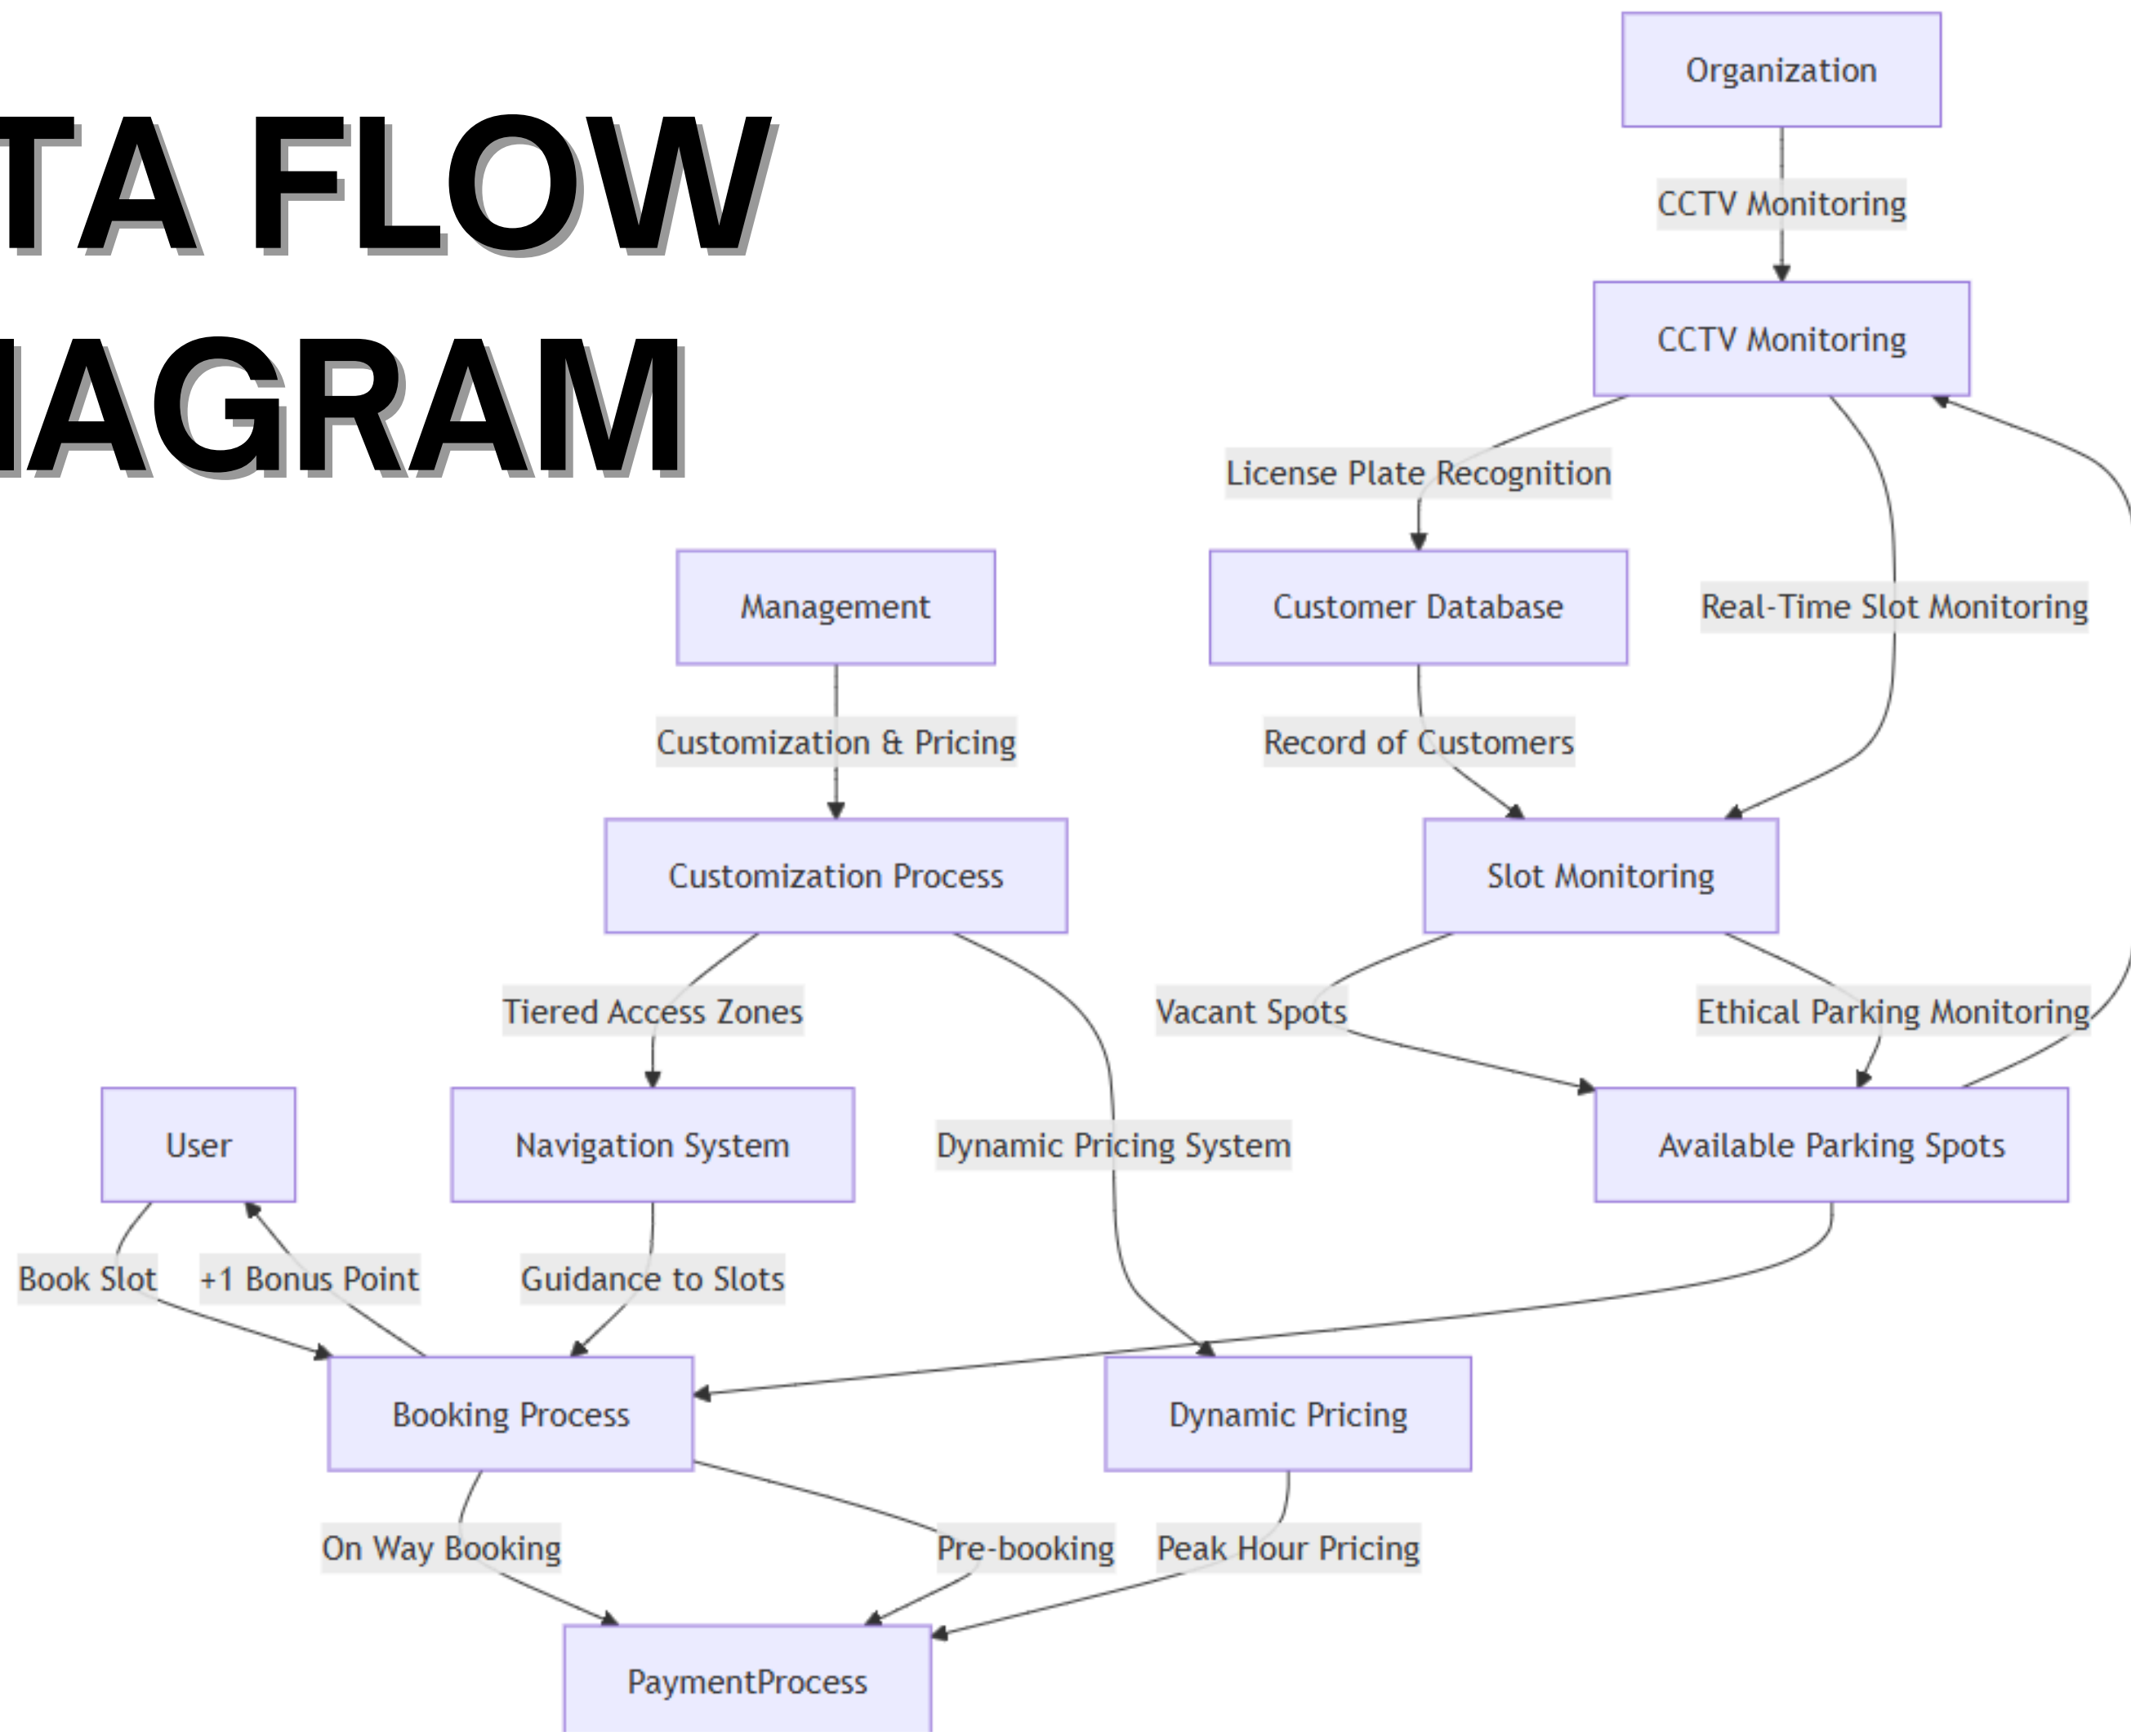 TA FLOW
IAGRAM
Organization
CCTV Monitoring
CCTV Monitoring
License Plate Recognition
Management
Customer Database
Real-Time Slot Monitoring
Customization & Pricing
Record of Customers
Customization Process
Slot Monitoring
Tiered Access Zones
Vacant Spots
Ethical Parking Monitoring
User
Navigation System
Dynamic Pricing System
Available Parking Spots
Book Slot
+1 Bonus Point
Guidance to Slots
Booking Process
Dynamic Pricing
On Way Booking
Pre-booking
Peak Hour Pricing
PaymentProcess